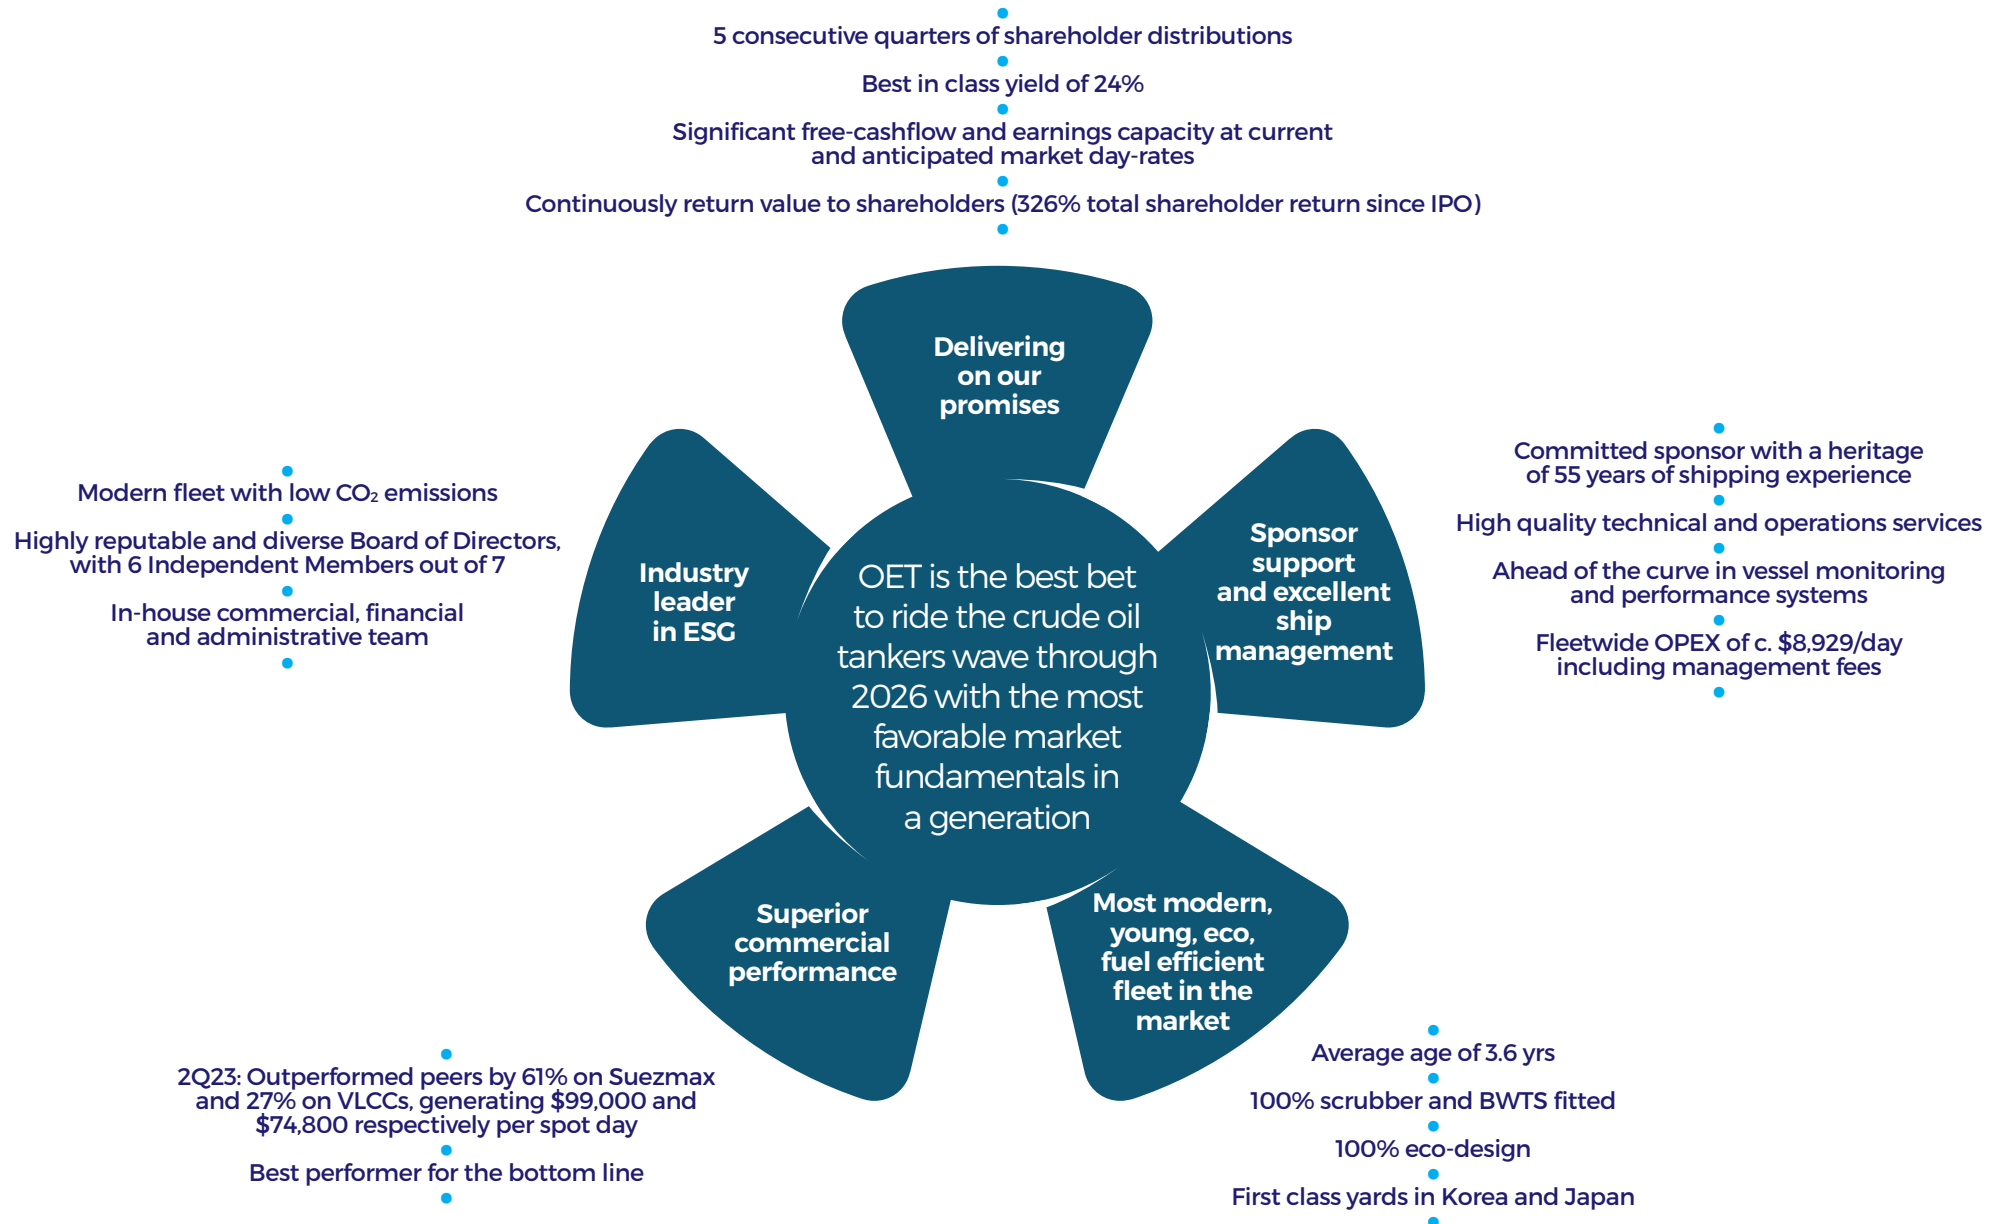 5 consecutive quarters of shareholder distributions
Best in class yield of 24%
Significant free-cashflow and earnings capacity at current
and anticipated market day-rates
Continuously return value to shareholders (326% total shareholder return since IPO)
Delivering
on our
promises
Committed sponsor with a heritage
of 55 years of shipping experience
High quality technical and operations services
Ahead of the curve in vessel monitoring
and performance systems
Fleetwide OPEX of c. $8,929/day
including management fees
Sponsor
support
and excellent
ship
management
Modern fleet with low CO₂ emissions
Highly reputable and diverse Board of Directors,
with 6 Independent Members out of 7
In-house commercial, financial
and administrative team
Industry
leader
in ESG
OET is the best bet
to ride the crude oil
tankers wave through
2026 with the most
favorable market
fundamentals in
a generation
Superior
commercial
performance
2Q23: Outperformed peers by 61% on Suezmax
and 27% on VLCCs, generating $99,000 and
$74,800 respectively per spot day
Best performer for the bottom line
Most modern,
young, eco,
fuel efficient
fleet in the
market
Average age of 3.6 yrs
100% scrubber and BWTS fitted
100% eco-design
First class yards in Korea and Japan